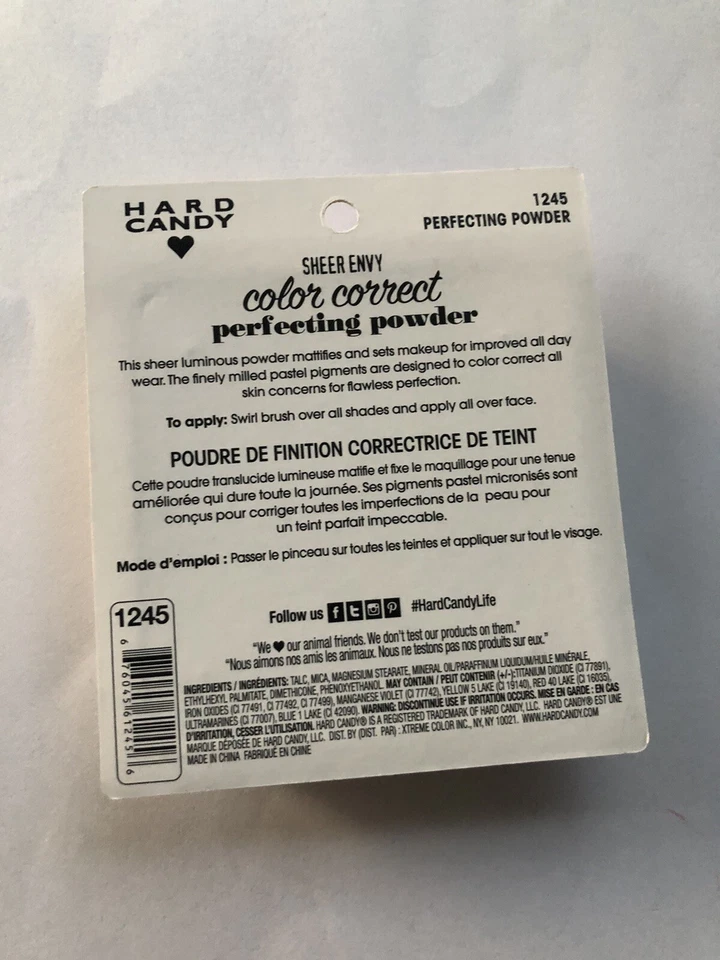 HARD
CANDY
1245
PERFECTING POWDER
SHEER ENVY
color correct
perfecting powder
This sheer luminous powder mattifies and sets makeup for improved all day
wear. The finely milled pastel pigments are designed to color correct all
skin concerns for flawless perfection.
To apply: Swirl brush over all shades and apply all over face.
POUDRE DE FINITION CORRECTRICE DE TEINT
Cette poudre translucide lumineuse matifie et fixe le maquillage pour une tenue
améliorée qui dure toute la journée. Ses pigments pastel micronisés sont
conçus pour corriger toutes les imperfections de la peau pour
un teint parfait impeccable.
Mode d'emploi : Passer le pinceau sur toutes les teintes et appliquer sur tout le visage.
1245
Follow us #HardCandyLife
"We ♥ our animal friends. We don't test our products on them."
"Nous aimons nos amis les animaux. Nous ne testons pas nos produits sur eux."
INGREDIENTS / INGRÉDIENTS: TALC, MICA, MAGNESIUM STEARATE, MINERAL OIL/PARAFFINUM LIQUIDUM/HUILE MINÉRALE,
ETHYLHEXYL PALMITATE, DIMETHICONE, PHENOXYETHANOL. MAY CONTAIN / PEUT CONTENIR (+/-):TITANIUM DIOXIDE (CI 77891),
IRON OXIDES (CI 77491, CI 77492, CI 77499), MANGANESE VIOLET (CI 77742), YELLOW 5 LAKE (CI 19140), RED 40 LAKE (CI 16035),
ULTRAMARINES (CI 77007), BLUE 1 LAKE (CI 42090). WARNING: DISCONTINUE USE IF IRRITATION OCCURS. MISE EN GARDE : EN CAS
D'IRRITATION, CESSER L'UTILISATION. HARD CANDY® IS A REGISTERED TRADEMARK OF HARD CANDY, LLC. HARD CANDY® EST UNE
MARQUE DÉPOSÉE DE HARD CANDY, LLC. DIST. BY (DIST. PAR) : XTREME COLOR INC., NY, NY 10021. WWW.HARDCANDY.COM
MADE IN CHINA FABRIQUÉ EN CHINE